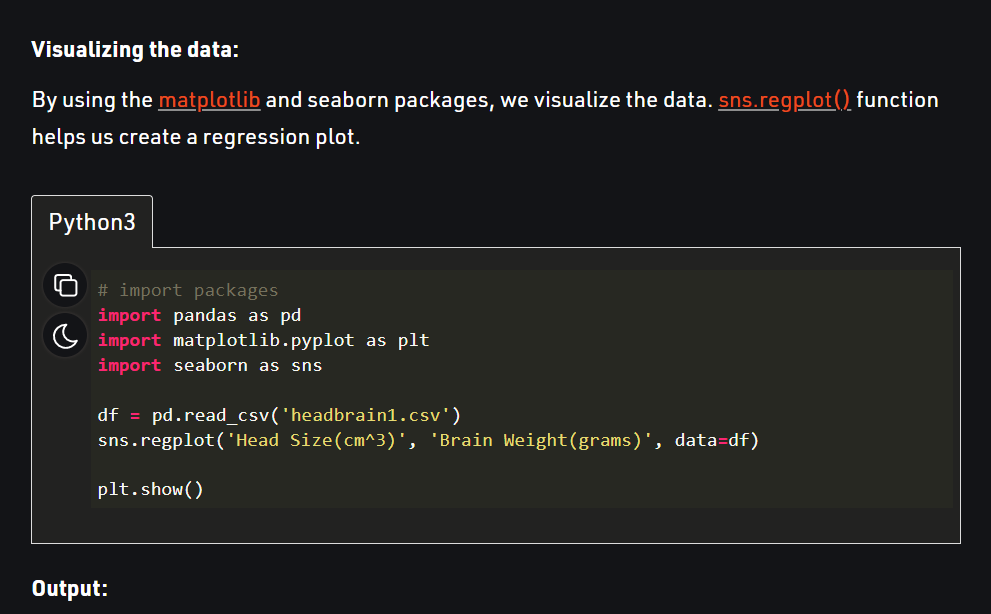 Visualizing the data:
By using the matplotlib and seaborn packages, we visualize the data. sns.regplot() function
helps us create a regression plot.
Python3
# import packages
import pandas as pd
import matplotlib.pyplot as plt
import seaborn as sns
df = pd.read_csv('headbrain1.csv')
sns.regplot('Head Size(cm^3)', 'Brain Weight(grams)', data=df)
plt.show()
Output: